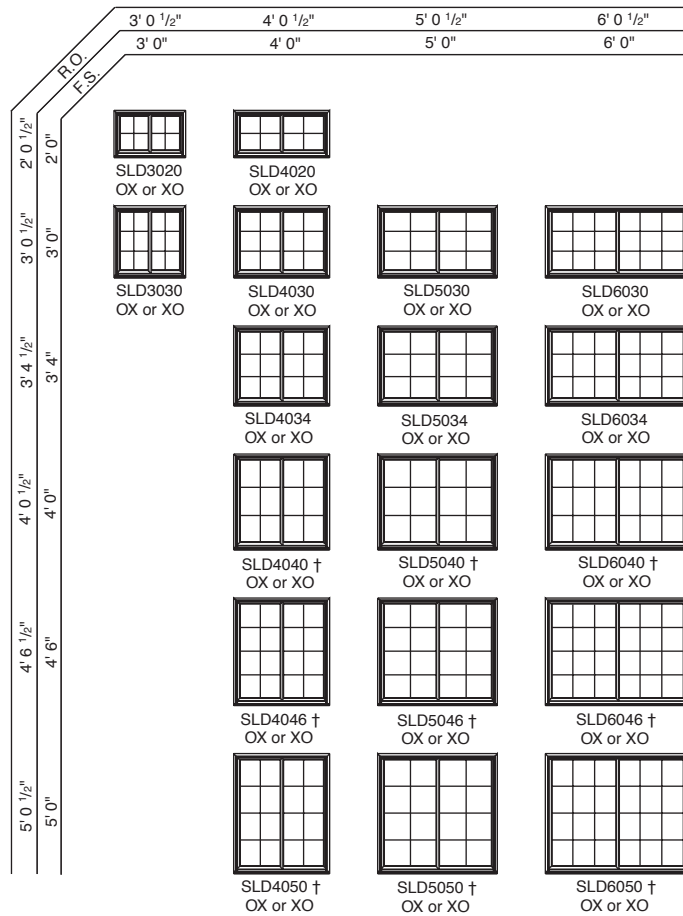 3' 0 1/2" 4' 0 1/2" 5' 0 1/2" 6' 0 1/2"
3' 0" 4' 0" 5' 0" 6' 0"
R.O.
F.S.
2' 0 1/2" 2' 0"
SLD3020 SLD4020
OX or XO OX or XO
3' 0 1/2" 3' 0"
SLD3030 SLD4030 SLD5030 SLD6030
OX or XO OX or XO OX or XO OX or XO
3' 4 1/2" 3' 4"
SLD4034 SLD5034 SLD6034
OX or XO OX or XO OX or XO
4' 0 1/2" 4' 0"
SLD4040 † SLD5040 † SLD6040 †
OX or XO OX or XO OX or XO
4' 6 1/2" 4' 6"
SLD4046 † SLD5046 † SLD6046 †
OX or XO OX or XO OX or XO
5' 0 1/2" 5' 0"
SLD4050 † SLD5050 † SLD6050 †
OX or XO OX or XO OX or XO